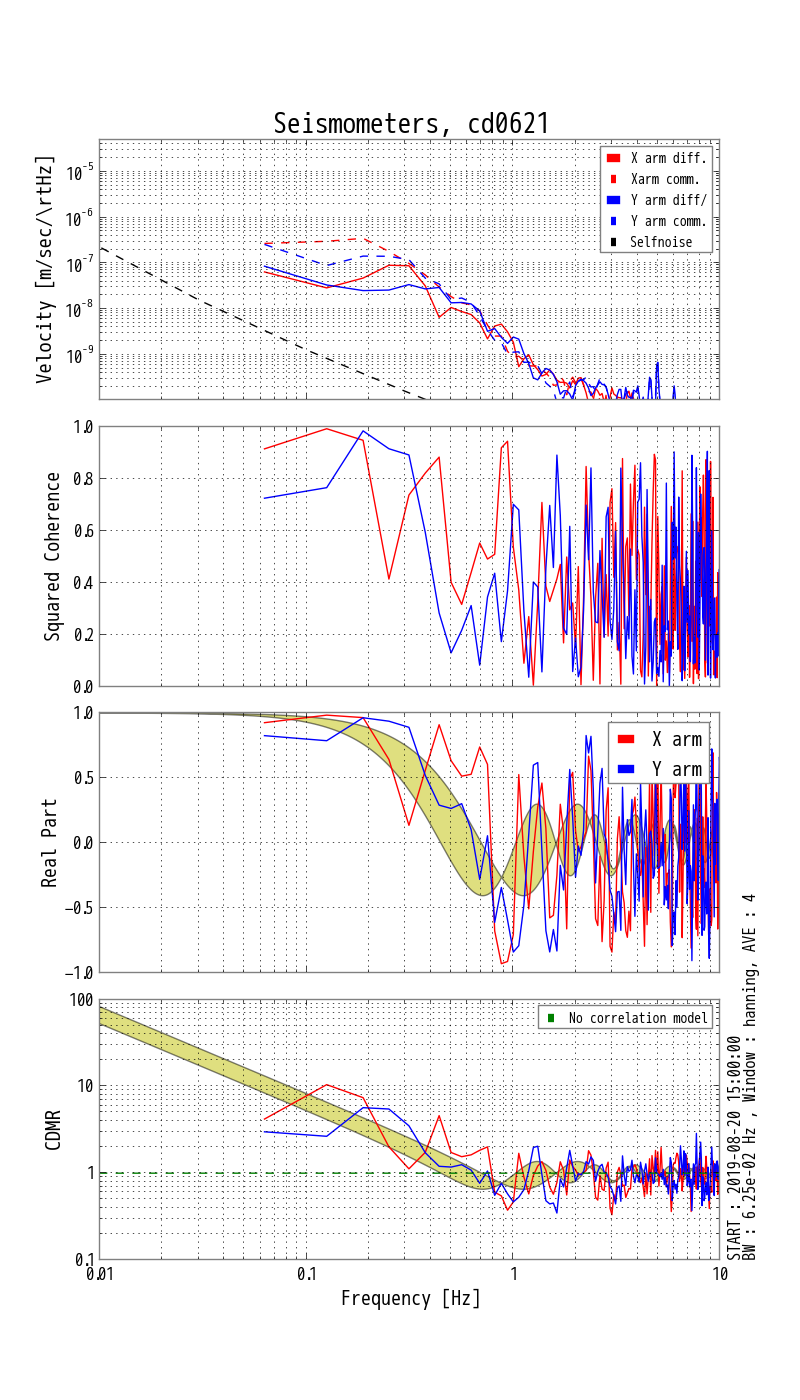 Seismometers, cd0621
Velocity [m/sec/\rtHz]
10^-5
10^-6
10^-7
10^-8
10^-9
X arm diff.
Xarm comm.
Y arm diff/
Y arm comm.
Selfnoise
Squared Coherence
1.0
0.8
0.6
0.4
0.2
0.0
Real Part
1.0
0.5
0.0
−0.5
−1.0
X arm
Y arm
CDMR
100
10
1
0.1
No correlation model
0.01
0.1
1
10
Frequency [Hz]
START : 2019-08-20 15:00:00
BW : 6.25e-02 Hz , Window : hanning, AVE : 4